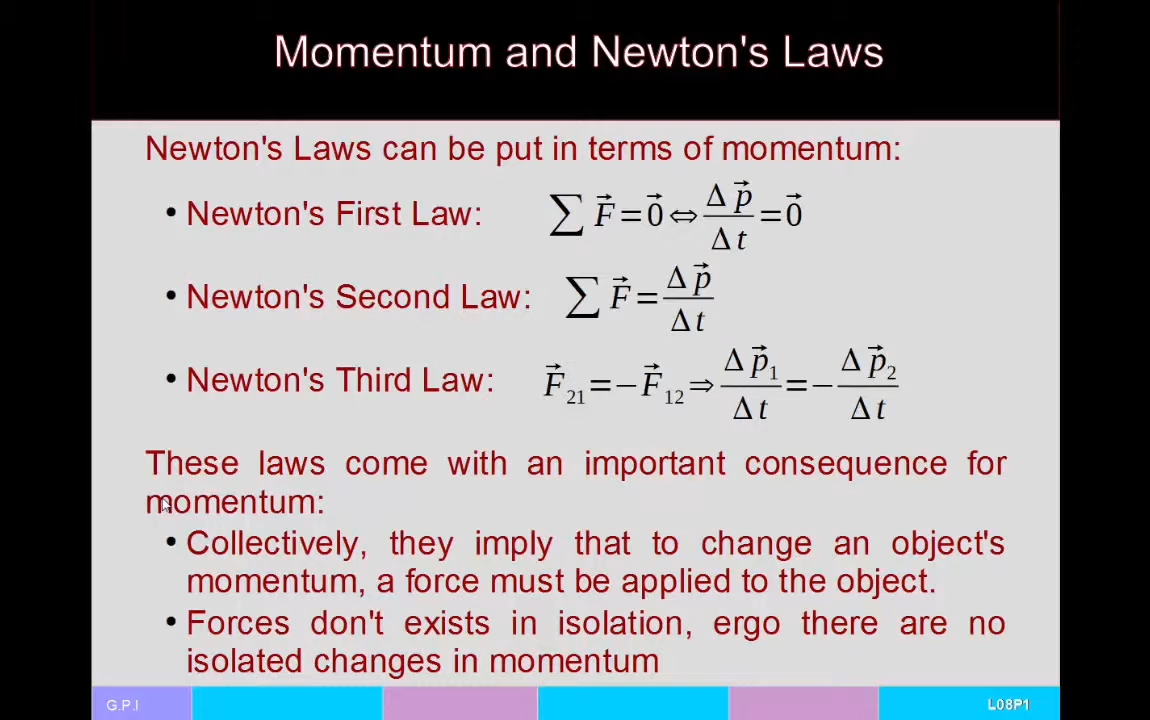 Momentum and Newton's Laws
Newton's Laws can be put in terms of momentum:
• Newton's First Law: ∑ F⃗ = 0⃗ ⇔ Δp⃗/Δt = 0⃗
• Newton's Second Law: ∑ F⃗ = Δp⃗/Δt
• Newton's Third Law: F⃗₂₁ = −F⃗₁₂ ⇒ Δp⃗₁/Δt = −Δp⃗₂/Δt
These laws come with an important consequence for
momentum:
• Collectively, they imply that to change an object's
momentum, a force must be applied to the object.
• Forces don't exists in isolation, ergo there are no
isolated changes in momentum
G.P.I
L08P1